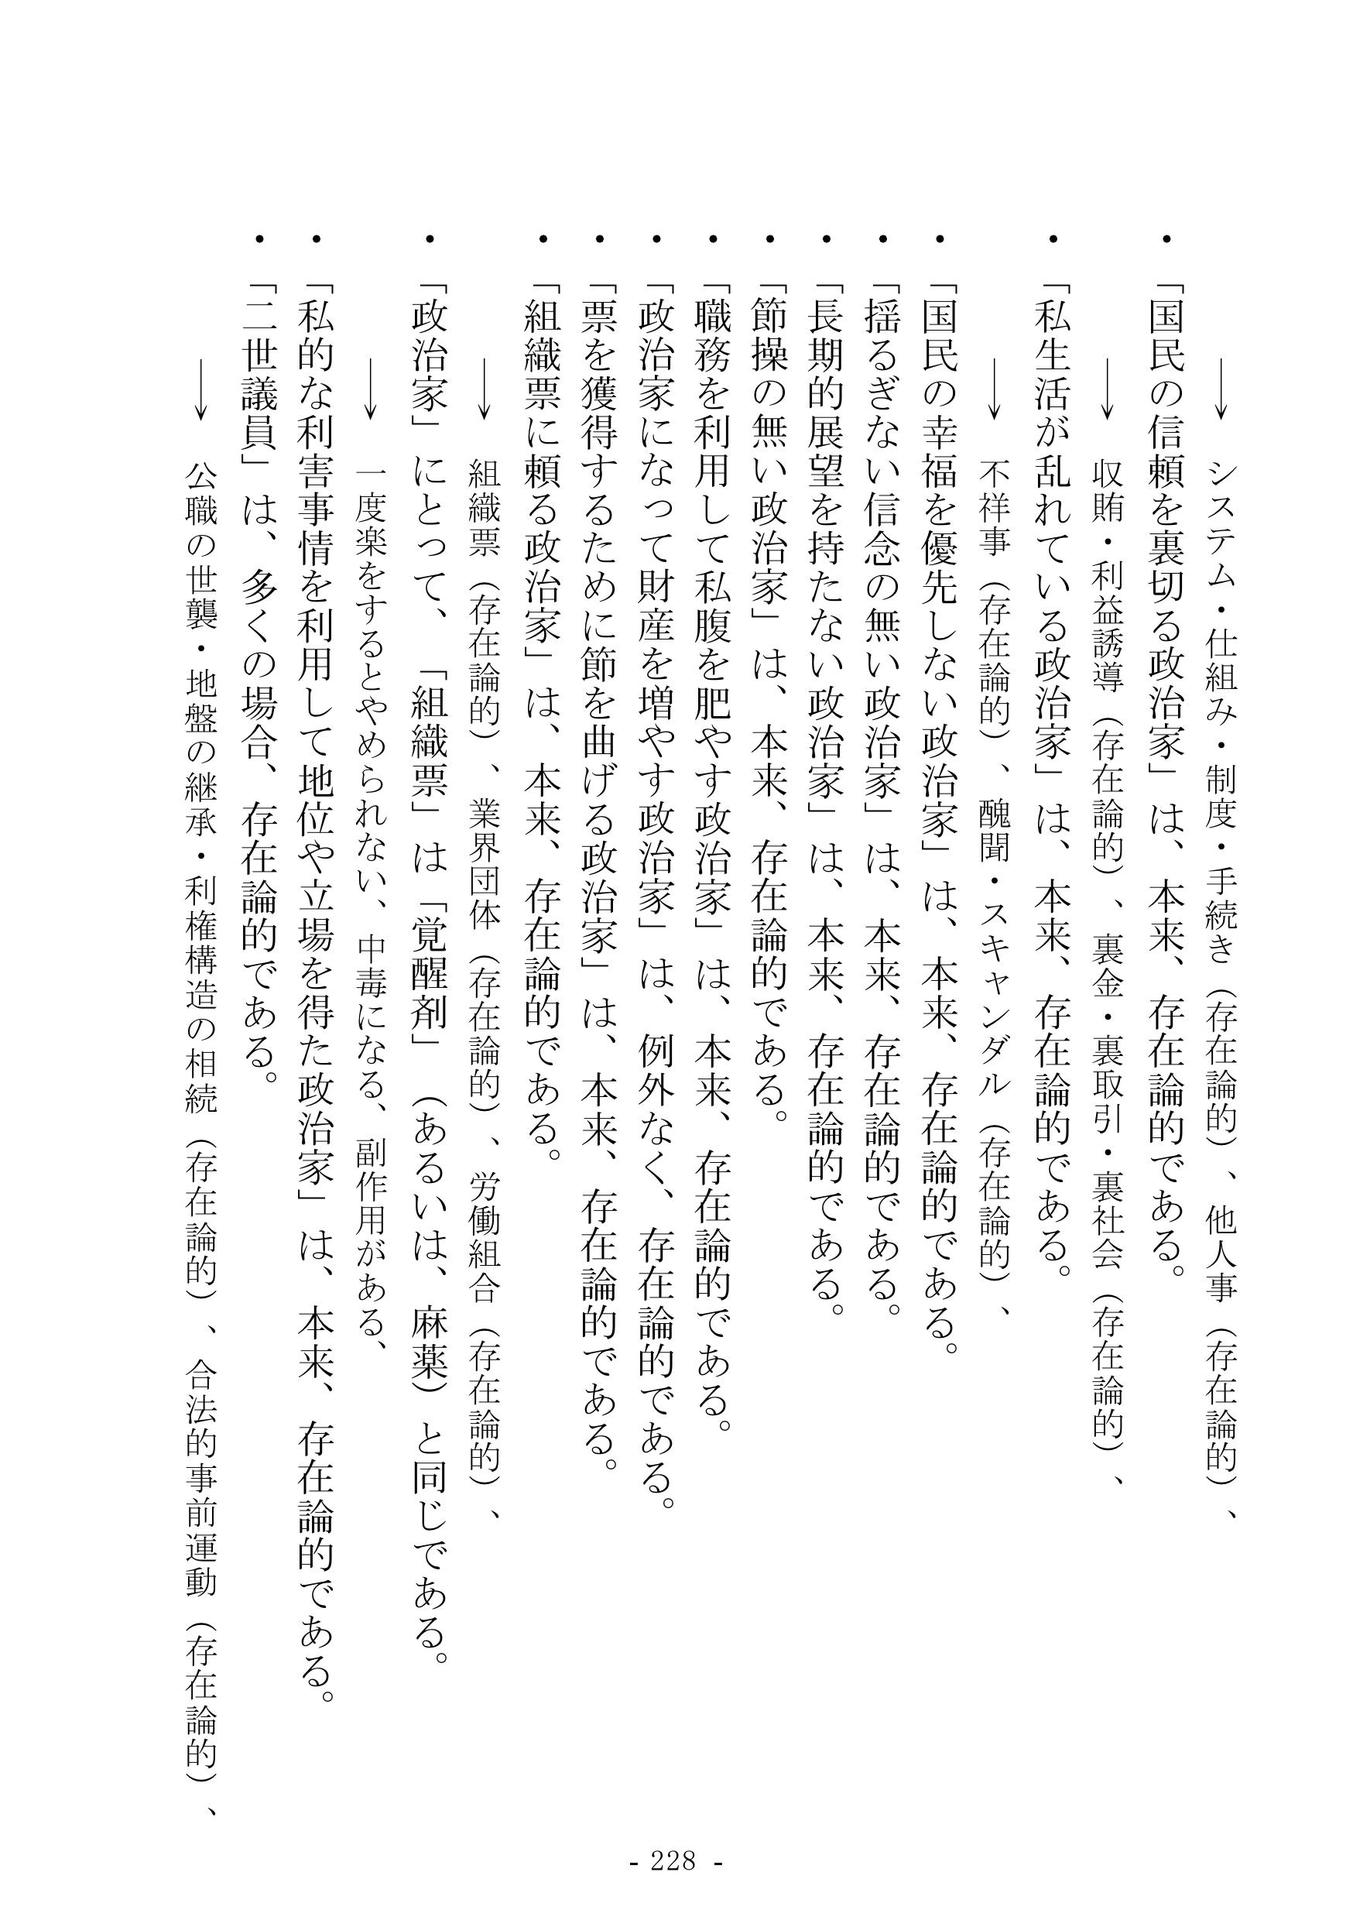 → システム・仕組み・制度・手続き（存在論的）、他人事（存在論的）、
・「国民の信頼を裏切る政治家」は、本来、存在論的である。
→ 収賄・利益誘導（存在論的）、裏金・裏取引・裏社会（存在論的）、
・「私生活が乱れている政治家」は、本来、存在論的である。
→ 不祥事（存在論的）、醜聞・スキャンダル（存在論的）、
・「国民の幸福を優先しない政治家」は、本来、存在論的である。
・「揺るぎない信念の無い政治家」は、本来、存在論的である。
・「長期的展望を持たない政治家」は、本来、存在論的である。
・「節操の無い政治家」は、本来、存在論的である。
・「職務を利用して私腹を肥やす政治家」は、本来、存在論的である。
・「政治家になって財産を増やす政治家」は、例外なく、存在論的である。
・「票を獲得するために節を曲げる政治家」は、本来、存在論的である。
・「組織票に頼る政治家」は、本来、存在論的である。
→ 組織票（存在論的）、業界団体（存在論的）、労働組合（存在論的）、
・「政治家」にとって、「組織票」は「覚醒剤」（あるいは、麻薬）と同じである。
→ 一度楽をするとやめられない、中毒になる、副作用がある、
・「私的な利害事情を利用して地位や立場を得た政治家」は、本来、存在論的である。
・「二世議員」は、多くの場合、存在論的である。
→ 公職の世襲・地盤の継承・利権構造の相続（存在論的）、合法的事前運動（存在論的）、
- 228 -